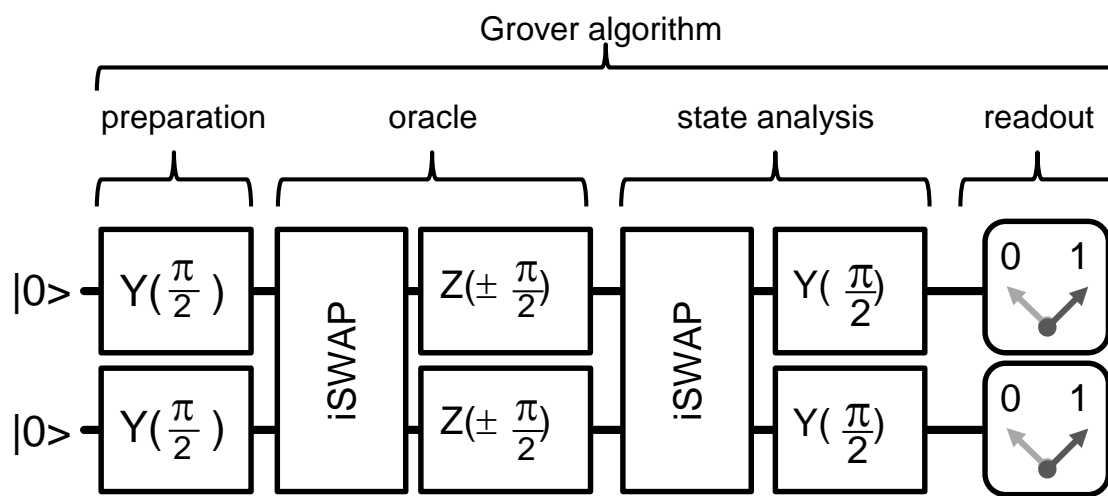 Grover algorithm
preparation oracle state analysis readout
|0> Y(π/2) iSWAP Z(± π/2) iSWAP Y(π/2) 0 1
|0> Y(π/2) Z(± π/2) Y(π/2) 0 1